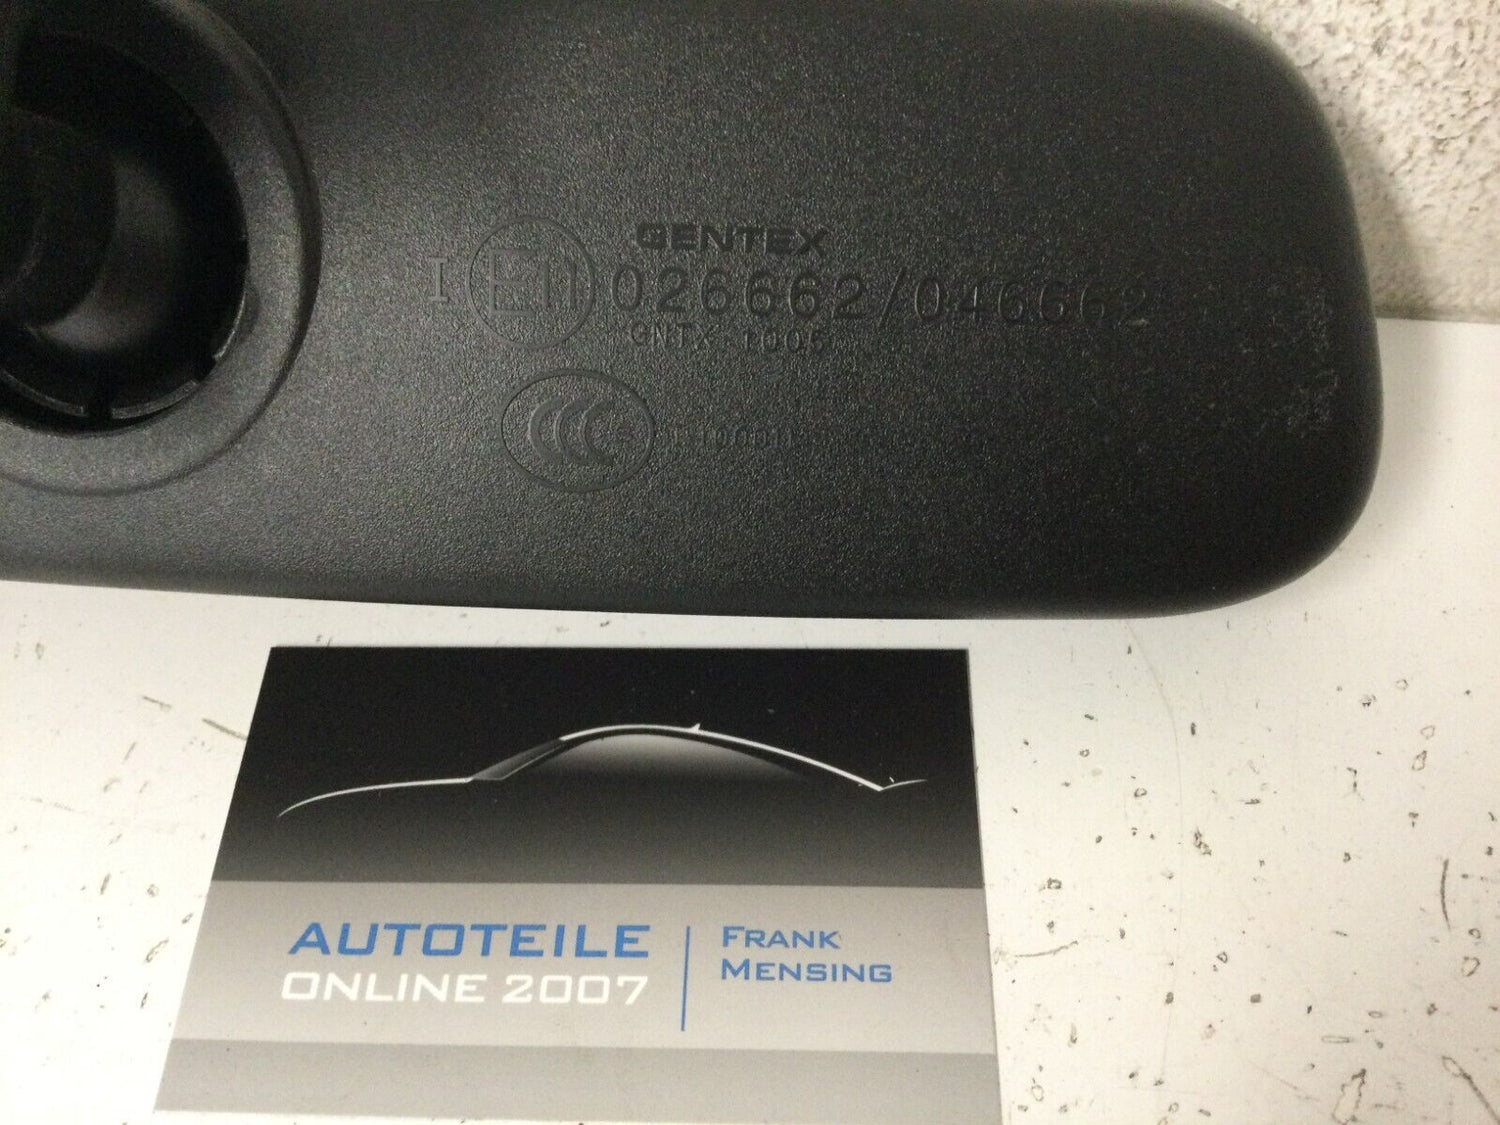 GENTEX
I E11 026662/046662
GNTX-1005
AUTOTEILE
ONLINE 2007
FRANK
MENSING